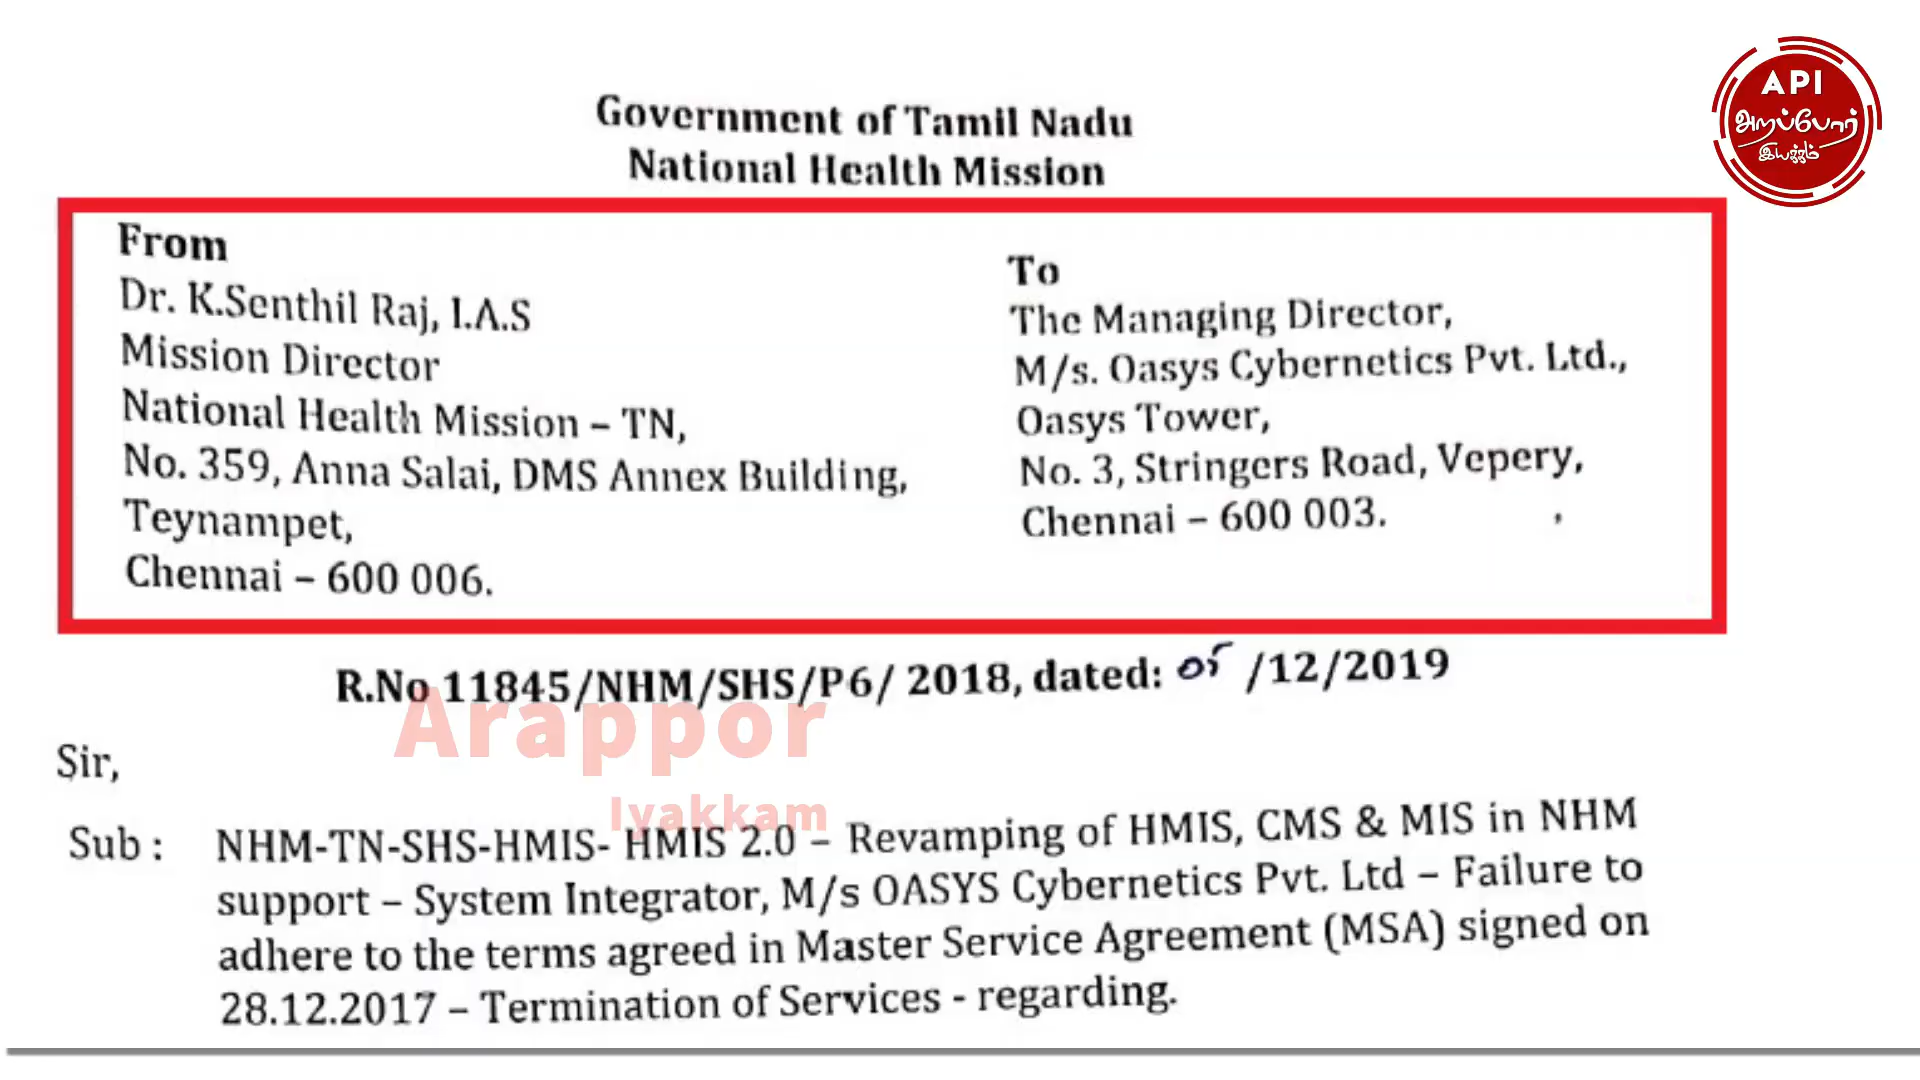 API
அறப்போர்
இயக்கம்
Government of Tamil Nadu
National Health Mission
From
Dr. K.Senthil Raj, I.A.S
Mission Director
National Health Mission – TN,
No. 359, Anna Salai, DMS Annex Building,
Teynampet,
Chennai – 600 006.
To
The Managing Director,
M/s. Oasys Cybernetics Pvt. Ltd.,
Oasys Tower,
No. 3, Stringers Road, Vepery,
Chennai – 600 003.
R.No 11845/NHM/SHS/P6/ 2018, dated: 05 /12/2019
Arappor
Iyakkam
Sir,
Sub : NHM-TN-SHS-HMIS- HMIS 2.0 – Revamping of HMIS, CMS & MIS in NHM
support – System Integrator, M/s OASYS Cybernetics Pvt. Ltd – Failure to
adhere to the terms agreed in Master Service Agreement (MSA) signed on
28.12.2017 – Termination of Services - regarding.